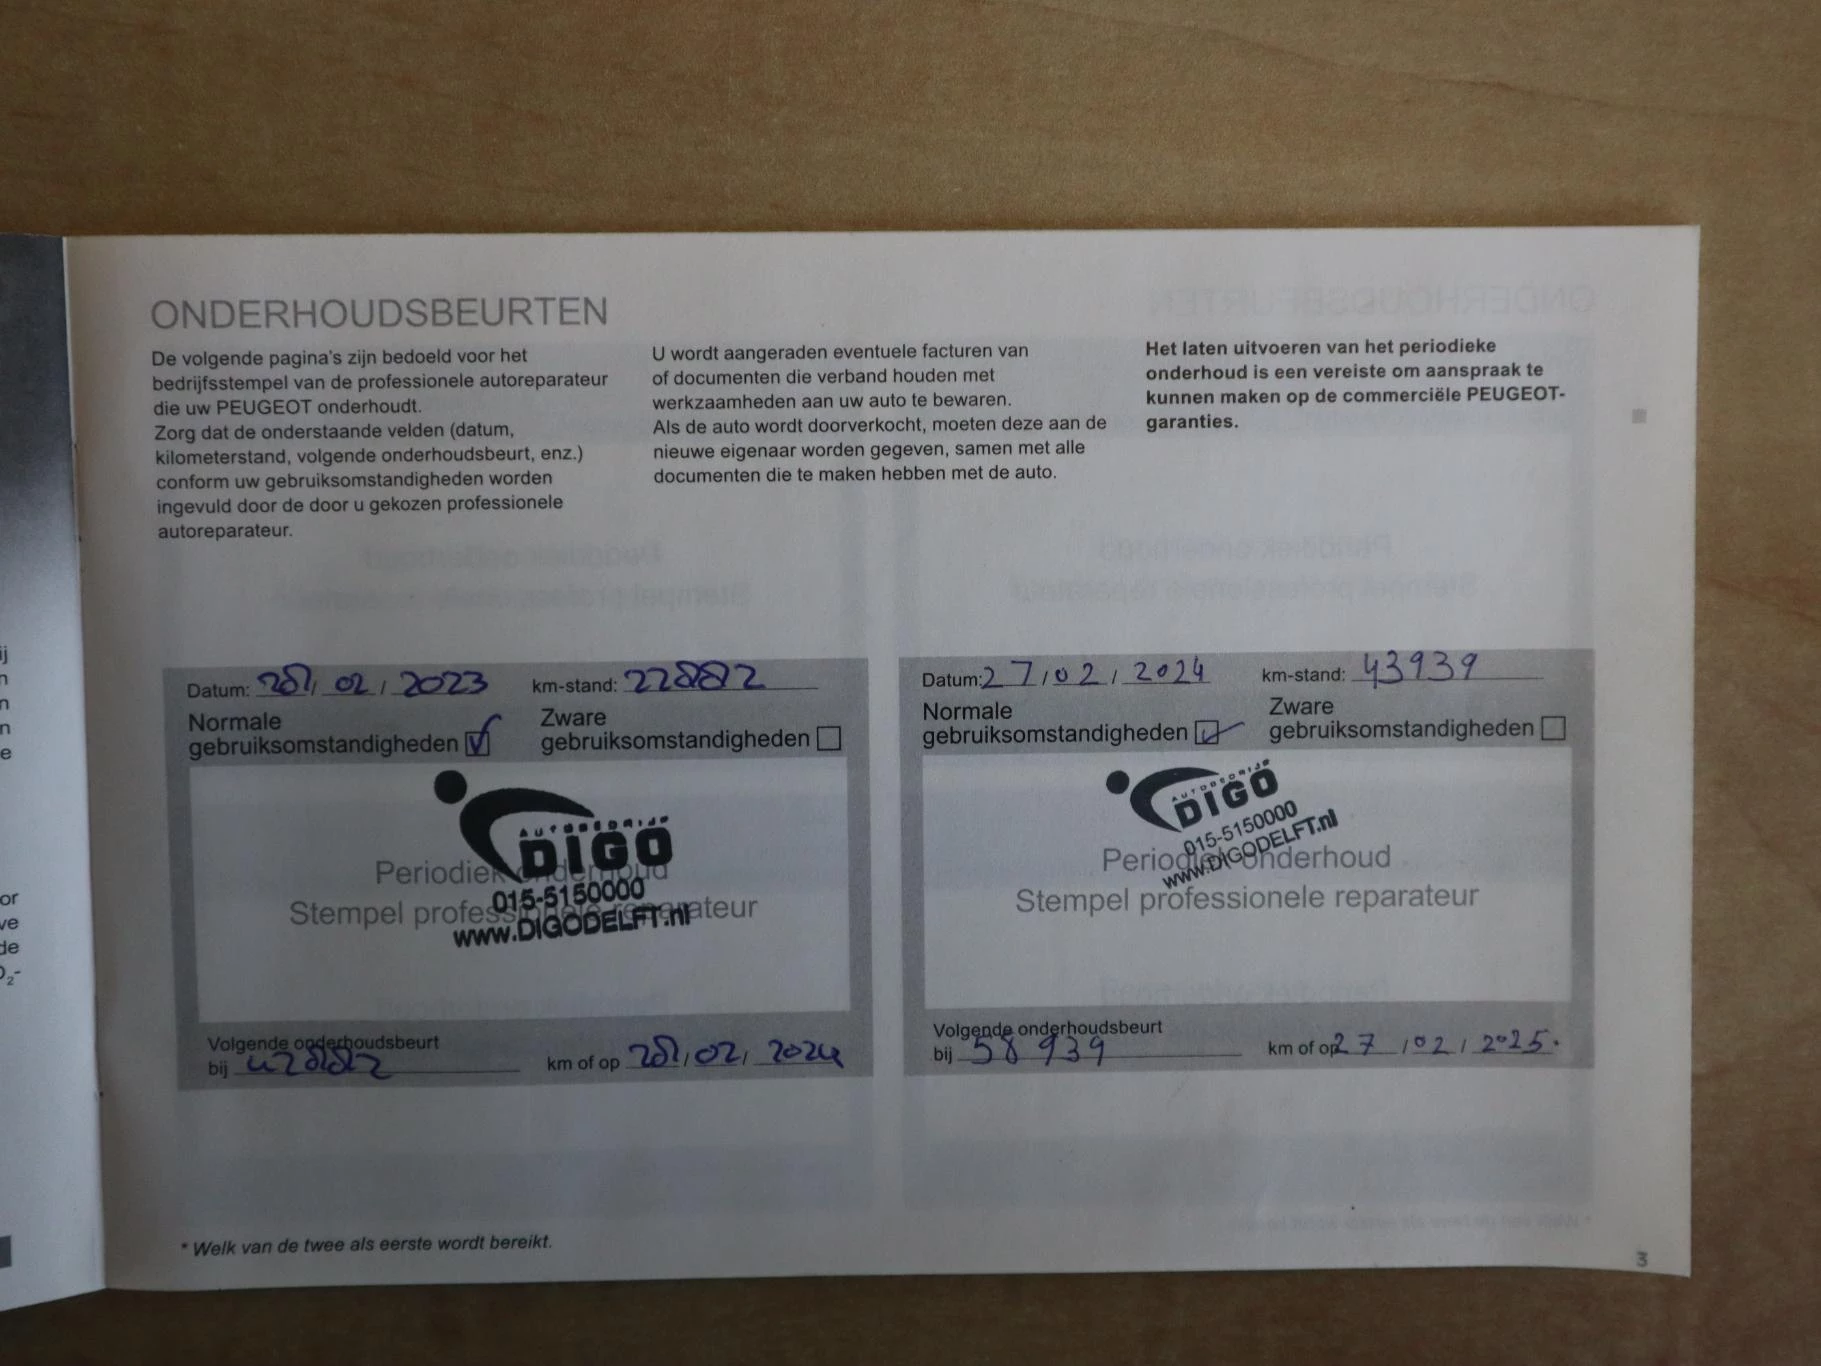 ONDERHOUDSBEURTEN
De volgende pagina's zijn bedoeld voor het
bedrijfsstempel van de professionele autoreparateur
die uw PEUGEOT onderhoudt.
Zorg dat de onderstaande velden (datum,
kilometerstand, volgende onderhoudsbeurt, enz.)
conform uw gebruiksomstandigheden worden
ingevuld door de door u gekozen professionele
autoreparateur.
U wordt aangeraden eventuele facturen van
of documenten die verband houden met
werkzaamheden aan uw auto te bewaren.
Als de auto wordt doorverkocht, moeten deze aan de
nieuwe eigenaar worden gegeven, samen met alle
documenten die te maken hebben met de auto.
Het laten uitvoeren van het periodieke
onderhoud is een vereiste om aanspraak te
kunnen maken op de commerciële PEUGEOT-
garanties.
Datum: 28/ 02 / 2023 km-stand: 22882
Normale
gebruiksomstandigheden
Zware
gebruiksomstandigheden
AUTOBEDRIJF
DIGO
Periodiek onderhoud
015-5150000
Stempel professionele reparateur
www.DIGODELFT.nl
Volgende onderhoudsbeurt
bij 42882 km of op 28/02/ 2024
Datum: 27/02/ 2024 km-stand: 43939
Normale
gebruiksomstandigheden
Zware
gebruiksomstandigheden
AUTOBEDRIJF
DIGO
015-5150000
www.DIGODELFT.nl
Periodiek onderhoud
Stempel professionele reparateur
Volgende onderhoudsbeurt
bij 58939 km of op 27 / 02 / 2025.
* Welk van de twee als eerste wordt bereikt.
3
ij
n
n
n
e
or
ve
de